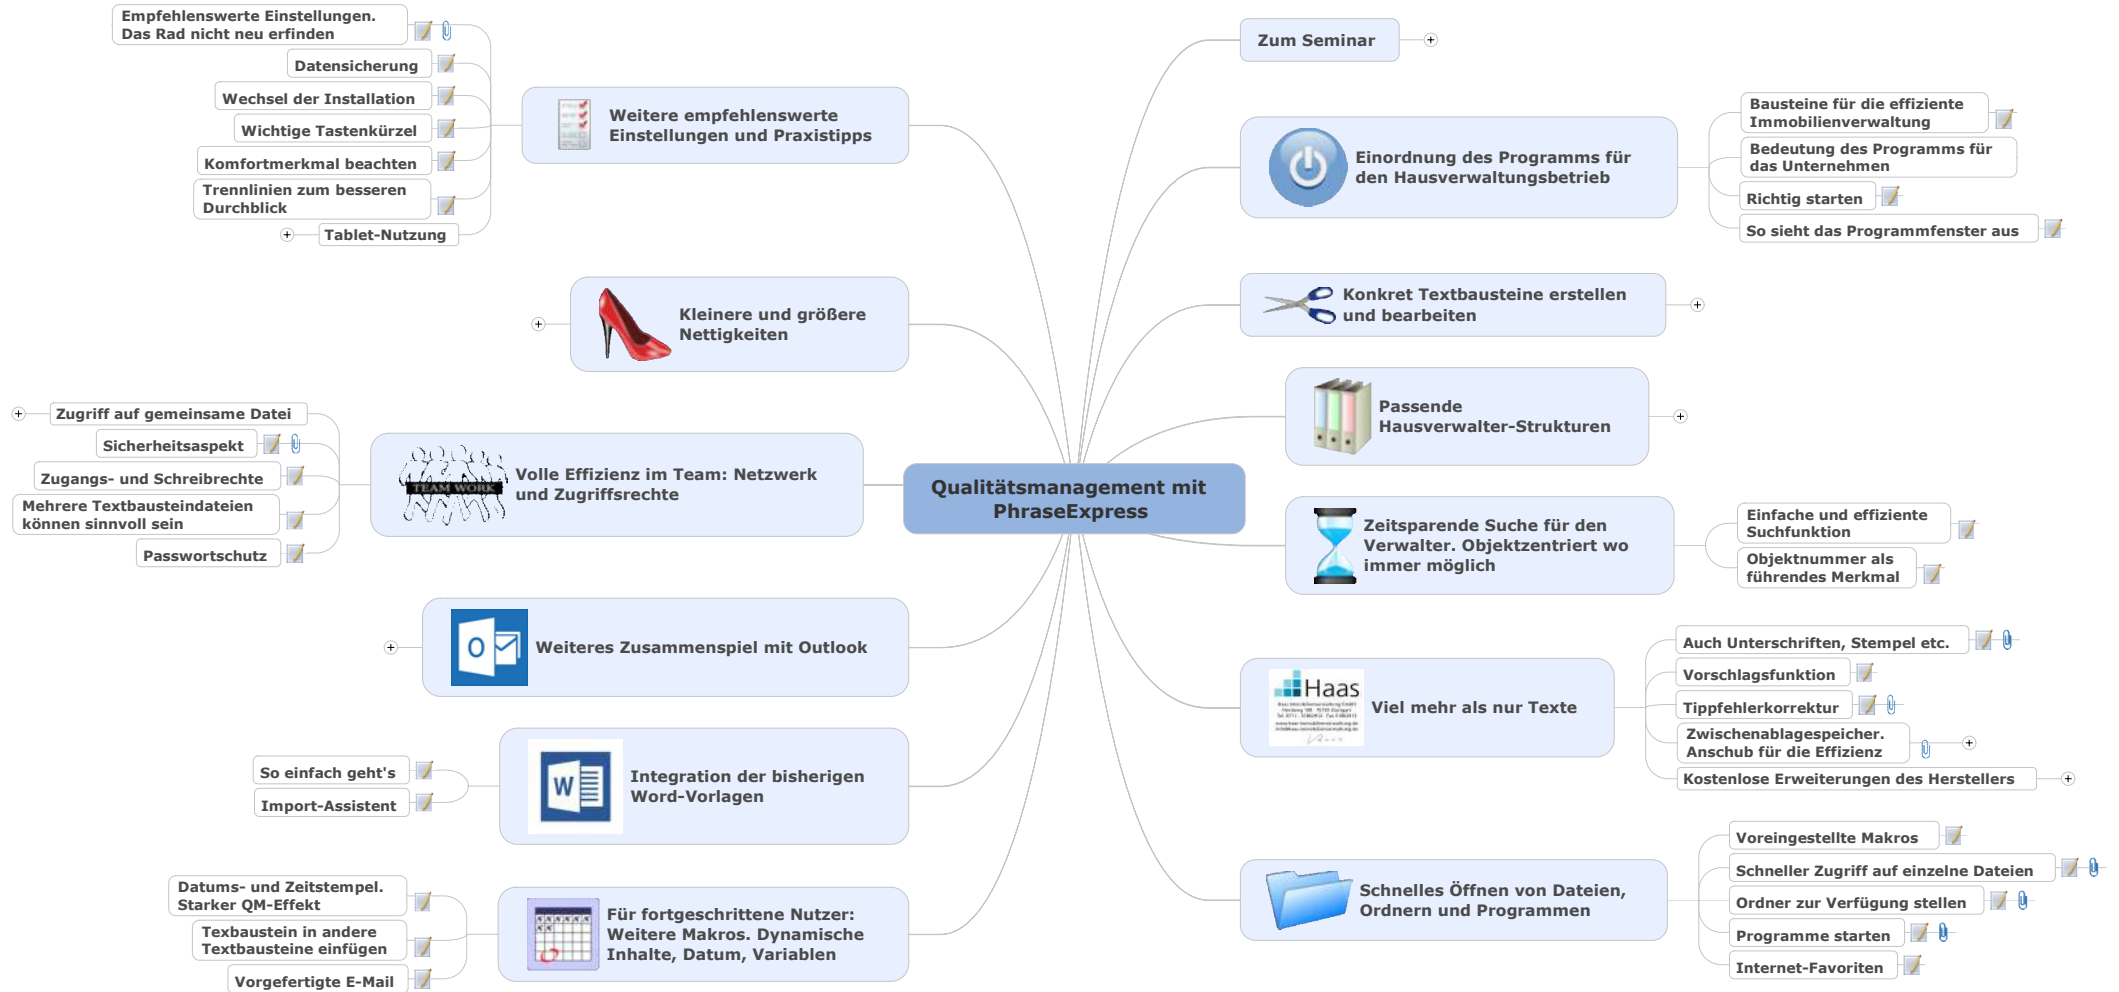 Qualitätsmanagement mit
PhraseExpress
Zum Seminar
Einordnung des Programms für
den Hausverwaltungsbetrieb
Bausteine für die effiziente
Immobilienverwaltung
Bedeutung des Programms für
das Unternehmen
Richtig starten
So sieht das Programmfenster aus
Konkret Textbausteine erstellen
und bearbeiten
Passende
Hausverwalter-Strukturen
Zeitsparende Suche für den
Verwalter. Objektzentriert wo
immer möglich
Einfache und effiziente
Suchfunktion
Objektnummer als
führendes Merkmal
Haas
Viel mehr als nur Texte
Auch Unterschriften, Stempel etc.
Vorschlagsfunktion
Tippfehlerkorrektur
Zwischenablagespeicher.
Anschub für die Effizienz
Kostenlose Erweiterungen des Herstellers
Schnelles Öffnen von Dateien,
Ordnern und Programmen
Voreingestellte Makros
Schneller Zugriff auf einzelne Dateien
Ordner zur Verfügung stellen
Programme starten
Internet-Favoriten
Weitere empfehlenswerte
Einstellungen und Praxistipps
Empfehlenswerte Einstellungen.
Das Rad nicht neu erfinden
Datensicherung
Wechsel der Installation
Wichtige Tastenkürzel
Komfortmerkmal beachten
Trennlinien zum besseren
Durchblick
Tablet-Nutzung
Kleinere und größere
Nettigkeiten
TEAM WORK
Volle Effizienz im Team: Netzwerk
und Zugriffsrechte
Zugriff auf gemeinsame Datei
Sicherheitsaspekt
Zugangs- und Schreibrechte
Mehrere Textbausteindateien
können sinnvoll sein
Passwortschutz
Weiteres Zusammenspiel mit Outlook
Integration der bisherigen
Word-Vorlagen
So einfach geht's
Import-Assistent
Für fortgeschrittene Nutzer:
Weitere Makros. Dynamische
Inhalte, Datum, Variablen
Datums- und Zeitstempel.
Starker QM-Effekt
Texbaustein in andere
Textbausteine einfügen
Vorgefertigte E-Mail